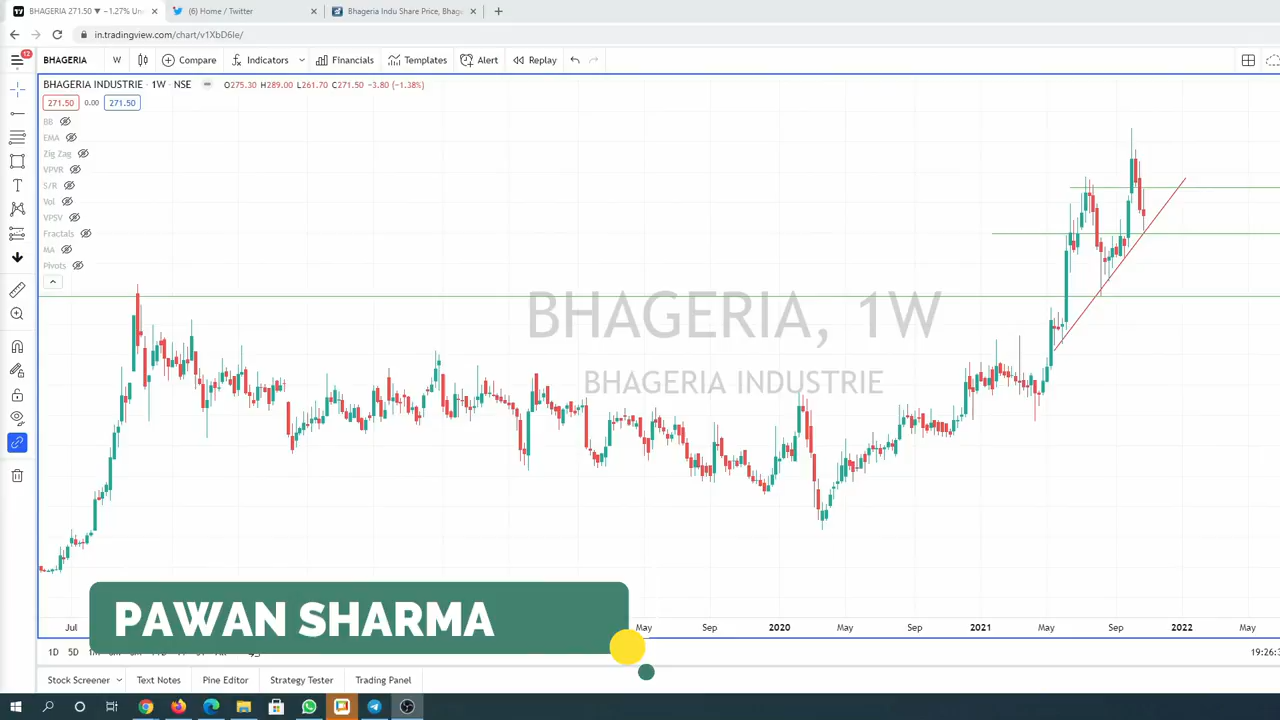 BHAGERIA 271.50 ▼ −1.27% Un
(6) Home / Twitter
Bhageria Indu Share Price, Bhage
in.tradingview.com/chart/v1XbD6Ie/
12
BHAGERIA W Compare Indicators Financials Templates Alert Replay
BHAGERIA INDUSTRIE · 1W · NSE O275.30 H289.00 L261.70 C271.50 −3.80 (−1.38%)
271.50 0.00 271.50
BB
EMA
Zig Zag
VPVR
S/R
Vol
VPSV
Fractals
MA
Pivots
BHAGERIA, 1W
BHAGERIA INDUSTRIE
PAWAN SHARMA
Jul May Sep 2020 May Sep 2021 May Sep 2022 May
1D 5D
19:26:3
Stock Screener Text Notes Pine Editor Strategy Tester Trading Panel